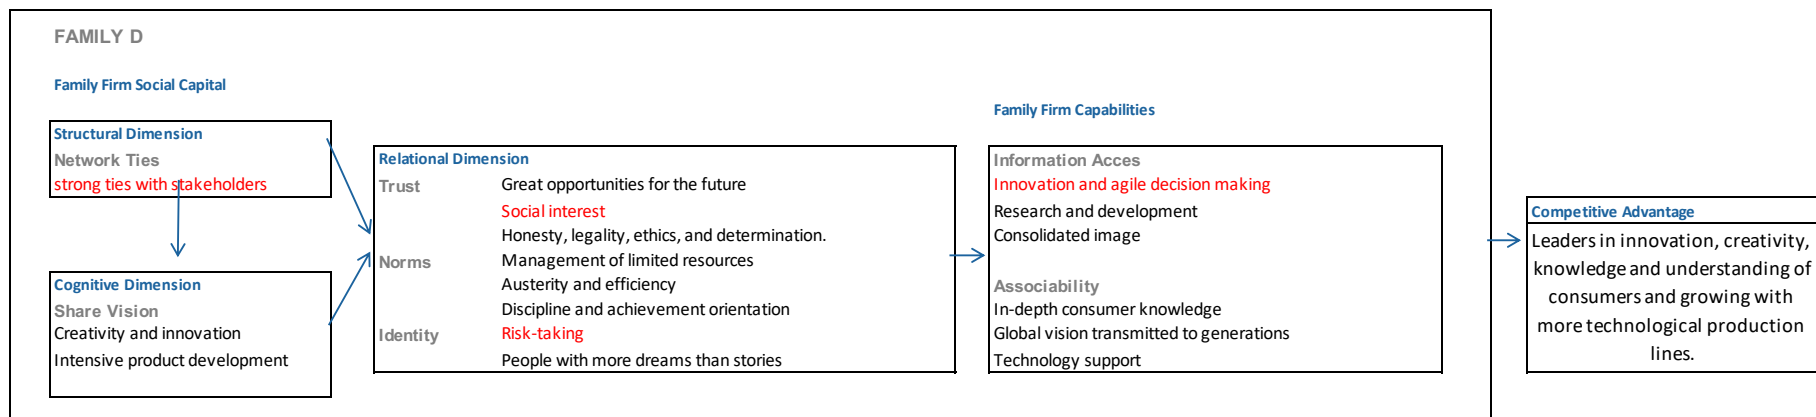 FAMILY D
Family Firm Social Capital
Structural Dimension
Network Ties
strong ties with stakeholders
Cognitive Dimension
Share Vision
Creativity and innovation
Intensive product development
Relational Dimension
Trust Great opportunities for the future
Social interest
Honesty, legality, ethics, and determination.
Norms Management of limited resources
Austerity and efficiency
Discipline and achievement orientation
Identity Risk-taking
People with more dreams than stories
Family Firm Capabilities
Information Acces
Innovation and agile decision making
Research and development
Consolidated image
Associability
In-depth consumer knowledge
Global vision transmitted to generations
Technology support
Competitive Advantage
Leaders in innovation, creativity,
knowledge and understanding of
consumers and growing with
more technological production
lines.